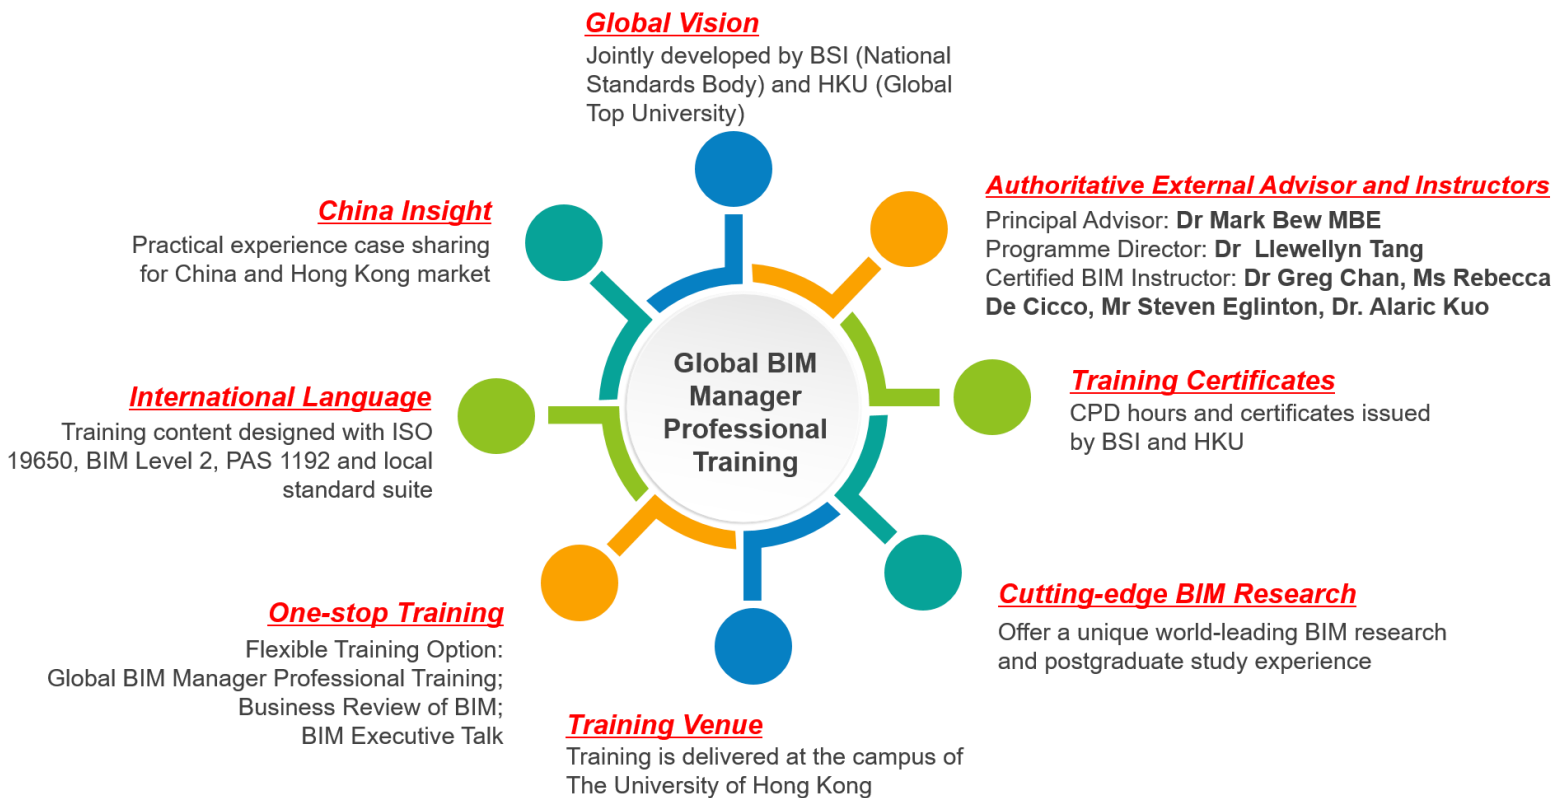 Global Vision
Jointly developed by BSI (National
Standards Body) and HKU (Global
Top University)
Authoritative External Advisor and Instructors
Principal Advisor: Dr Mark Bew MBE
Programme Director: Dr  Llewellyn Tang
Certified BIM Instructor: Dr Greg Chan, Ms Rebecca
De Cicco, Mr Steven Eglinton, Dr. Alaric Kuo
China Insight
Practical experience case sharing
for China and Hong Kong market
Global BIM
Manager
Professional
Training
International Language
Training content designed with ISO
19650, BIM Level 2, PAS 1192 and local
standard suite
Training Certificates
CPD hours and certificates issued
by BSI and HKU
One-stop Training
Flexible Training Option:
Global BIM Manager Professional Training;
Business Review of BIM;
BIM Executive Talk
Cutting-edge BIM Research
Offer a unique world-leading BIM research
and postgraduate study experience
Training Venue
Training is delivered at the campus of
The University of Hong Kong